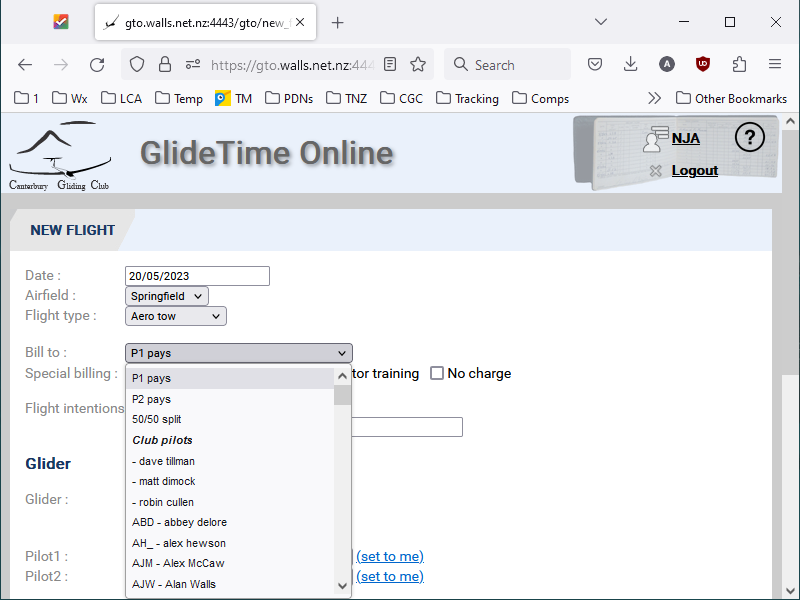 gto.walls.net.nz:4443/gto/new_f
https://gto.walls.net.nz:444
Search
A
UD
1
Wx
LCA
Temp
TM
PDNs
TNZ
CGC
Tracking
Comps
Other Bookmarks
Canterbury Gliding Club
GlideTime Online
NJA
?
Logout
NEW FLIGHT
Date :
20/05/2023
Airfield :
Springfield
Flight type :
Aero tow
Bill to :
P1 pays
Special billing :
tor training
No charge
Flight intentions
P1 pays
P2 pays
50/50 split
Club pilots
- dave tillman
- matt dimock
- robin cullen
ABD - abbey delore
AH_ - alex hewson
AJM - Alex McCaw
AJW - Alan Walls
Glider
Glider :
Pilot1 :
(set to me)
Pilot2 :
(set to me)